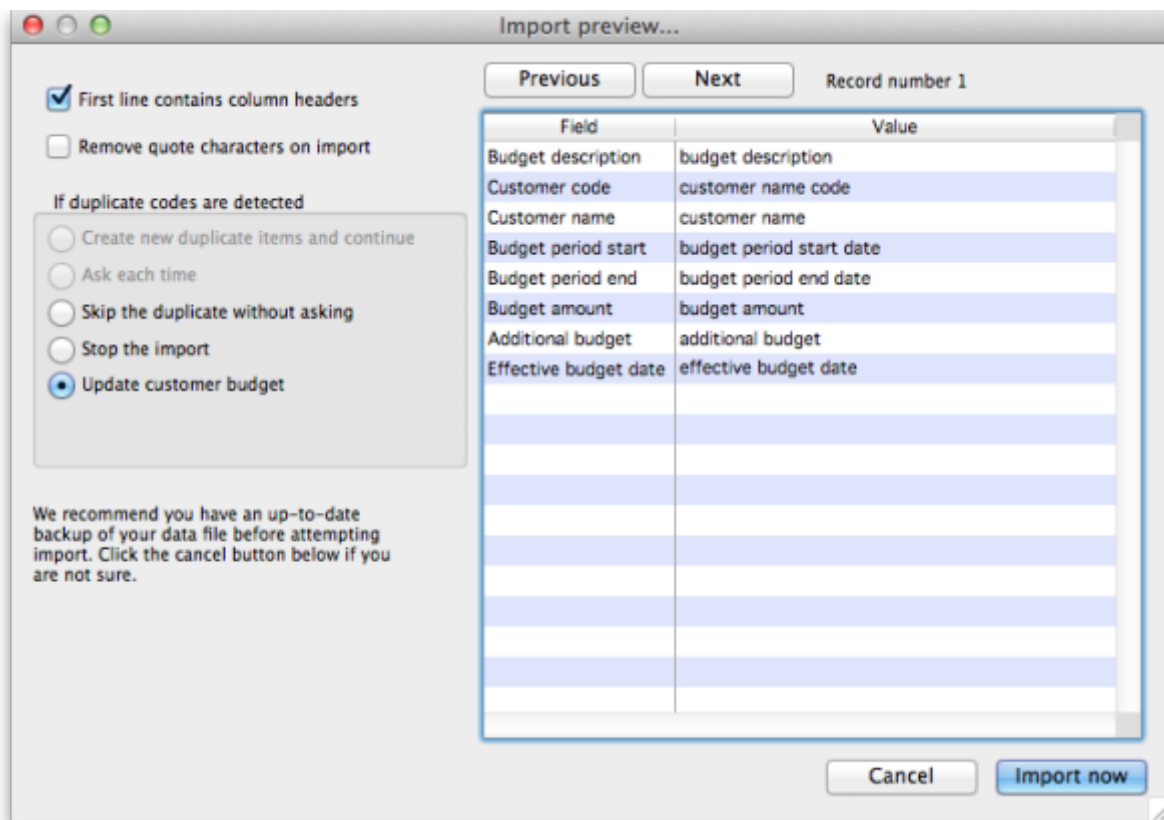 Import preview...
First line contains column headers
Remove quote characters on import
If duplicate codes are detected
Create new duplicate items and continue
Ask each time
Skip the duplicate without asking
Stop the import
Update customer budget
We recommend you have an up-to-date
backup of your data file before attempting
import. Click the cancel button below if you
are not sure.
Previous Next Record number 1
Field Value
Budget description budget description
Customer code customer name code
Customer name customer name
Budget period start budget period start date
Budget period end budget period end date
Budget amount budget amount
Additional budget additional budget
Effective budget date effective budget date
Cancel Import now